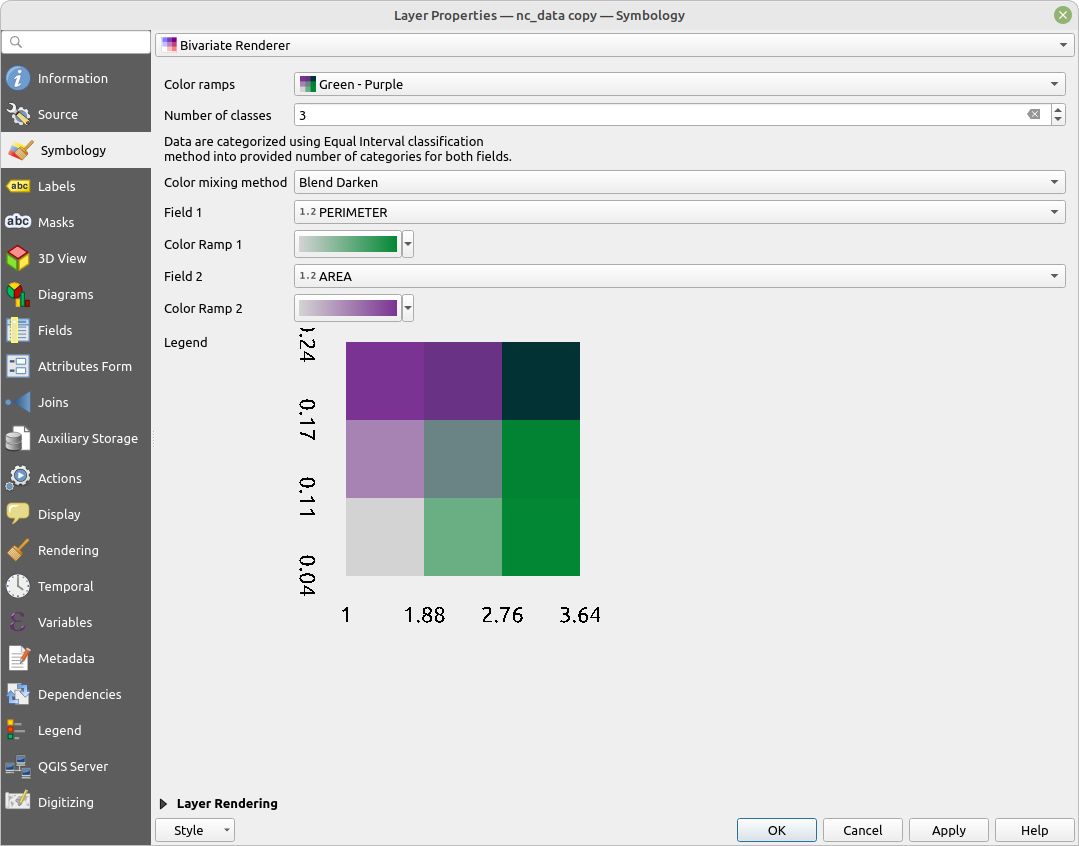 Layer Properties — nc_data copy — Symbology
Information
Source
Symbology
abc Labels
abc Masks
3D View
Diagrams
Fields
Attributes Form
Joins
Auxiliary Storage
Actions
Display
Rendering
Temporal
Variables
Metadata
Dependencies
Legend
QGIS Server
Digitizing
Bivariate Renderer
Color ramps Green - Purple
Number of classes 3
Data are categorized using Equal Interval classification
method into provided number of categories for both fields.
Color mixing method Blend Darken
Field 1 1.2 PERIMETER
Color Ramp 1
Field 2 1.2 AREA
Color Ramp 2
Legend
0.24
0.17
0.11
0.04
1 1.88 2.76 3.64
Layer Rendering
Style OK Cancel Apply Help